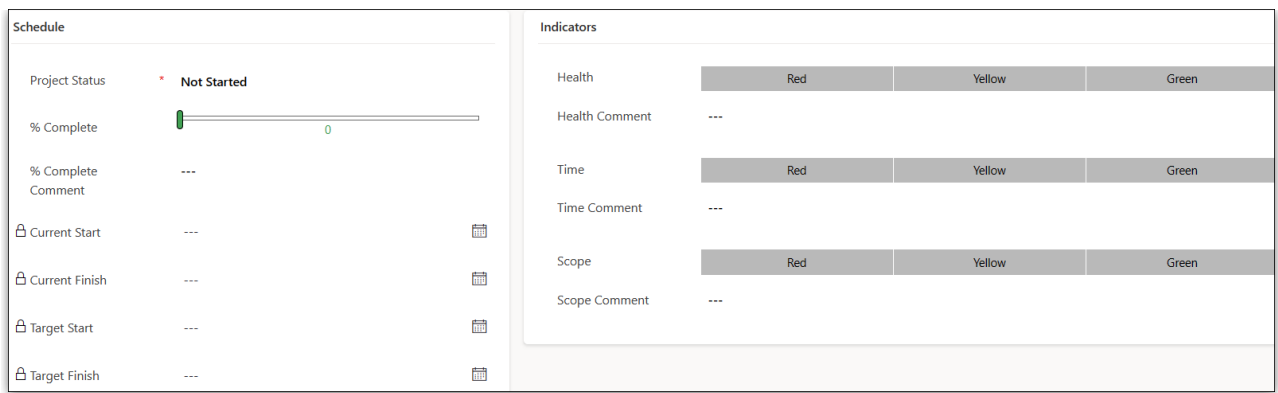 Schedule
Project Status * Not Started
% Complete
0
% Complete
Comment
---
Current Start ---
Current Finish ---
Target Start ---
Target Finish ---
Indicators
Health Red Yellow Green
Health Comment ---
Time Red Yellow Green
Time Comment ---
Scope Red Yellow Green
Scope Comment ---